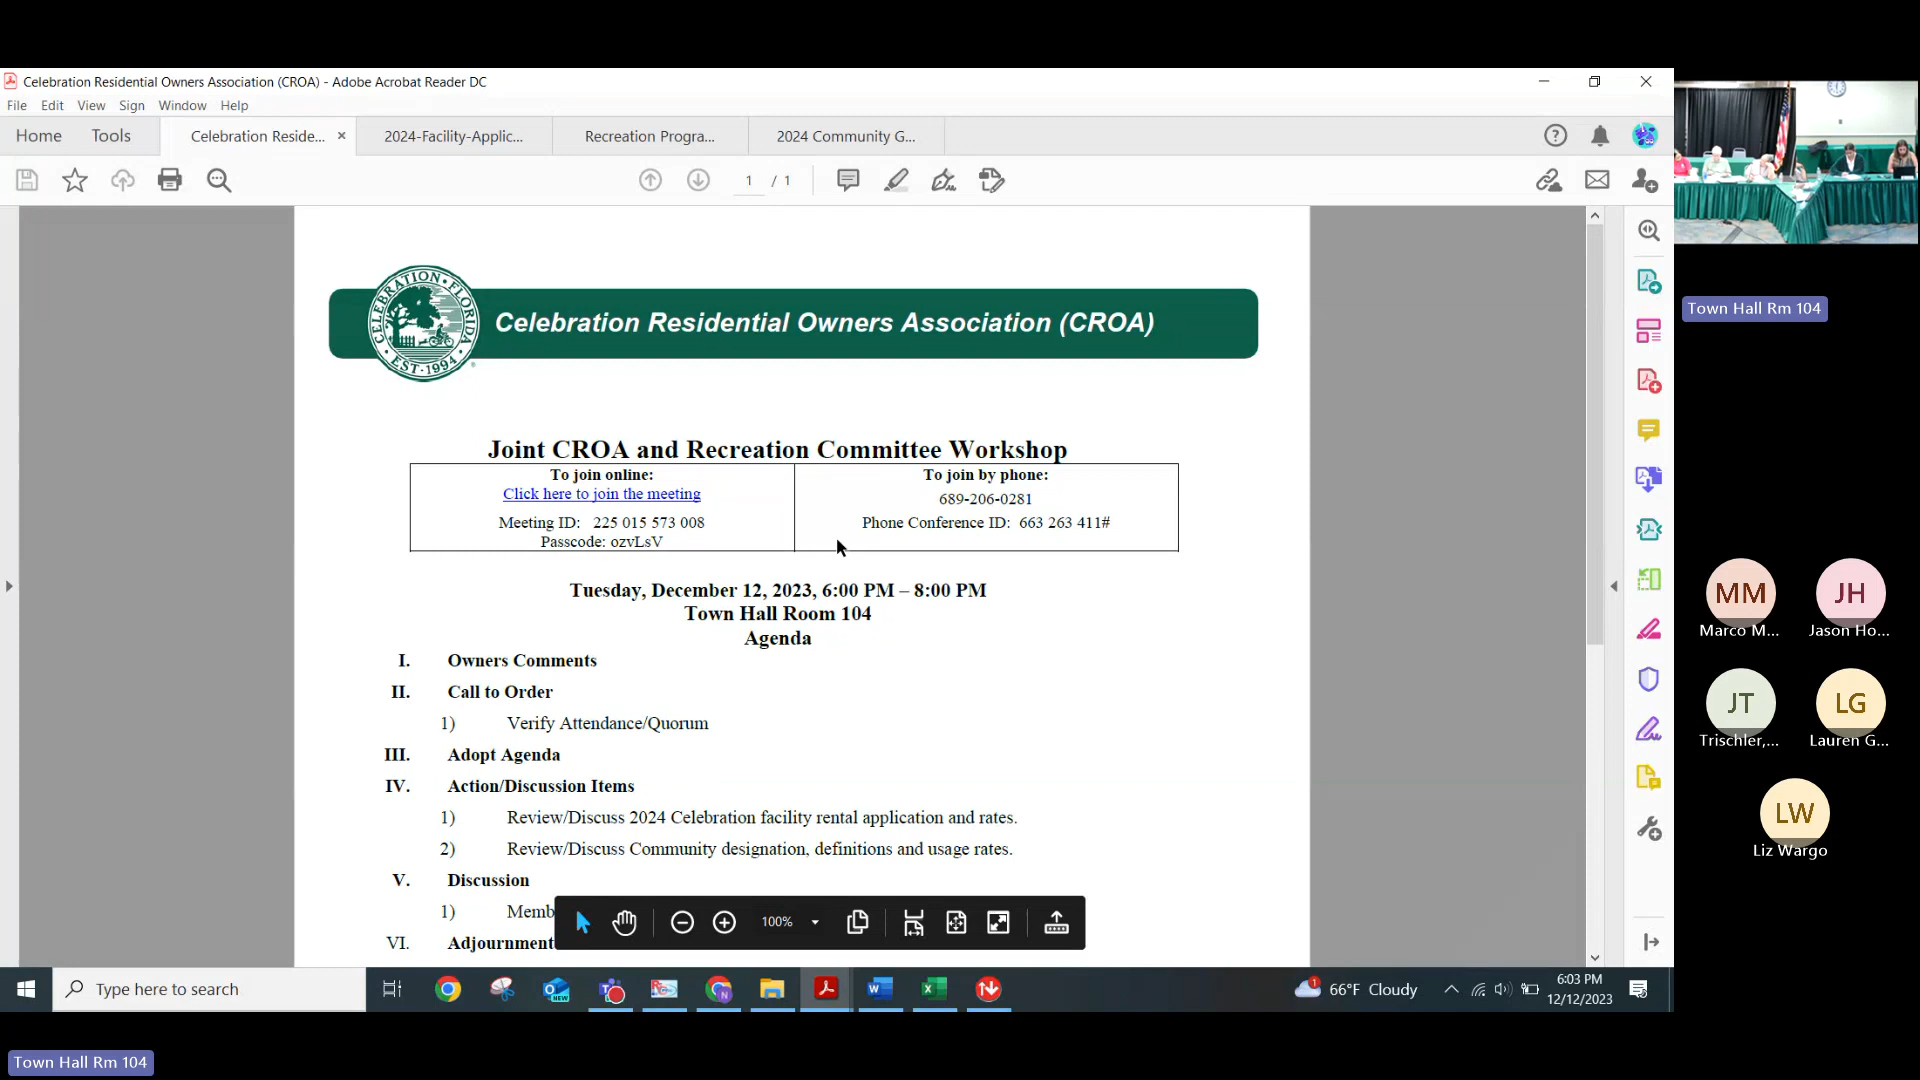 Celebration Residential Owners Association (CROA) - Adobe Acrobat Reader DC
File Edit View Sign Window Help
Home Tools Celebration Reside... 2024-Facility-Applic... Recreation Progra... 2024 Community G...
1 / 1
CELEBRATION FLORIDA
EST 1994
Celebration Residential Owners Association (CROA)
Town Hall Rm 104
Joint CROA and Recreation Committee Workshop
To join online:
Click here to join the meeting
Meeting ID: 225 015 573 008
Passcode: ozvLsV
To join by phone:
689-206-0281
Phone Conference ID: 663 263 411#
Tuesday, December 12, 2023, 6:00 PM – 8:00 PM
Town Hall Room 104
Agenda
I. Owners Comments
II. Call to Order
1) Verify Attendance/Quorum
III. Adopt Agenda
IV. Action/Discussion Items
1) Review/Discuss 2024 Celebration facility rental application and rates.
2) Review/Discuss Community designation, definitions and usage rates.
V. Discussion
1) Memb
VI. Adjournment
100%
MM JH
Marco M... Jason Ho...
JT LG
Trischler,... Lauren G...
LW
Liz Wargo
Type here to search
NEW
1
66°F Cloudy
6:03 PM
12/12/2023
Town Hall Rm 104